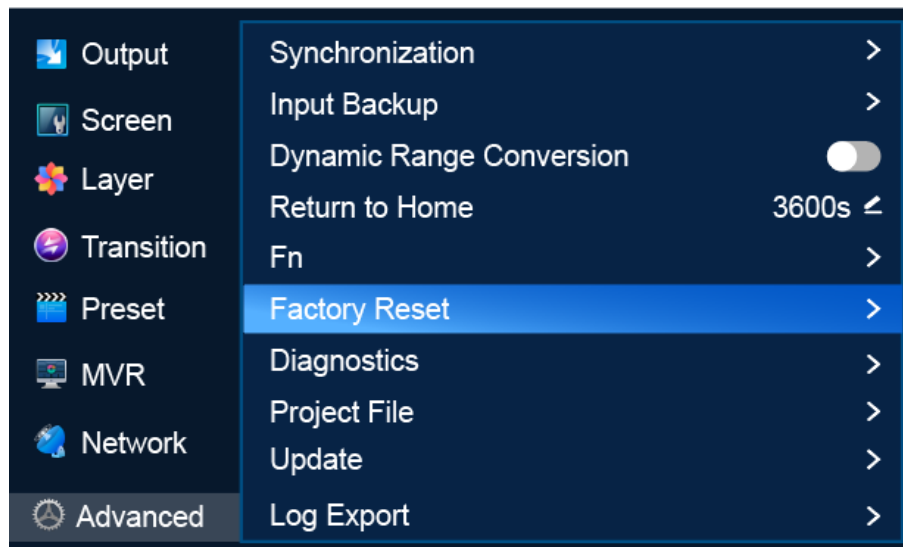 Output
Screen
Layer
Transition
Preset
MVR
Network
Advanced
Synchronization >
Input Backup >
Dynamic Range Conversion
Return to Home 3600s
Fn >
Factory Reset >
Diagnostics >
Project File >
Update >
Log Export >